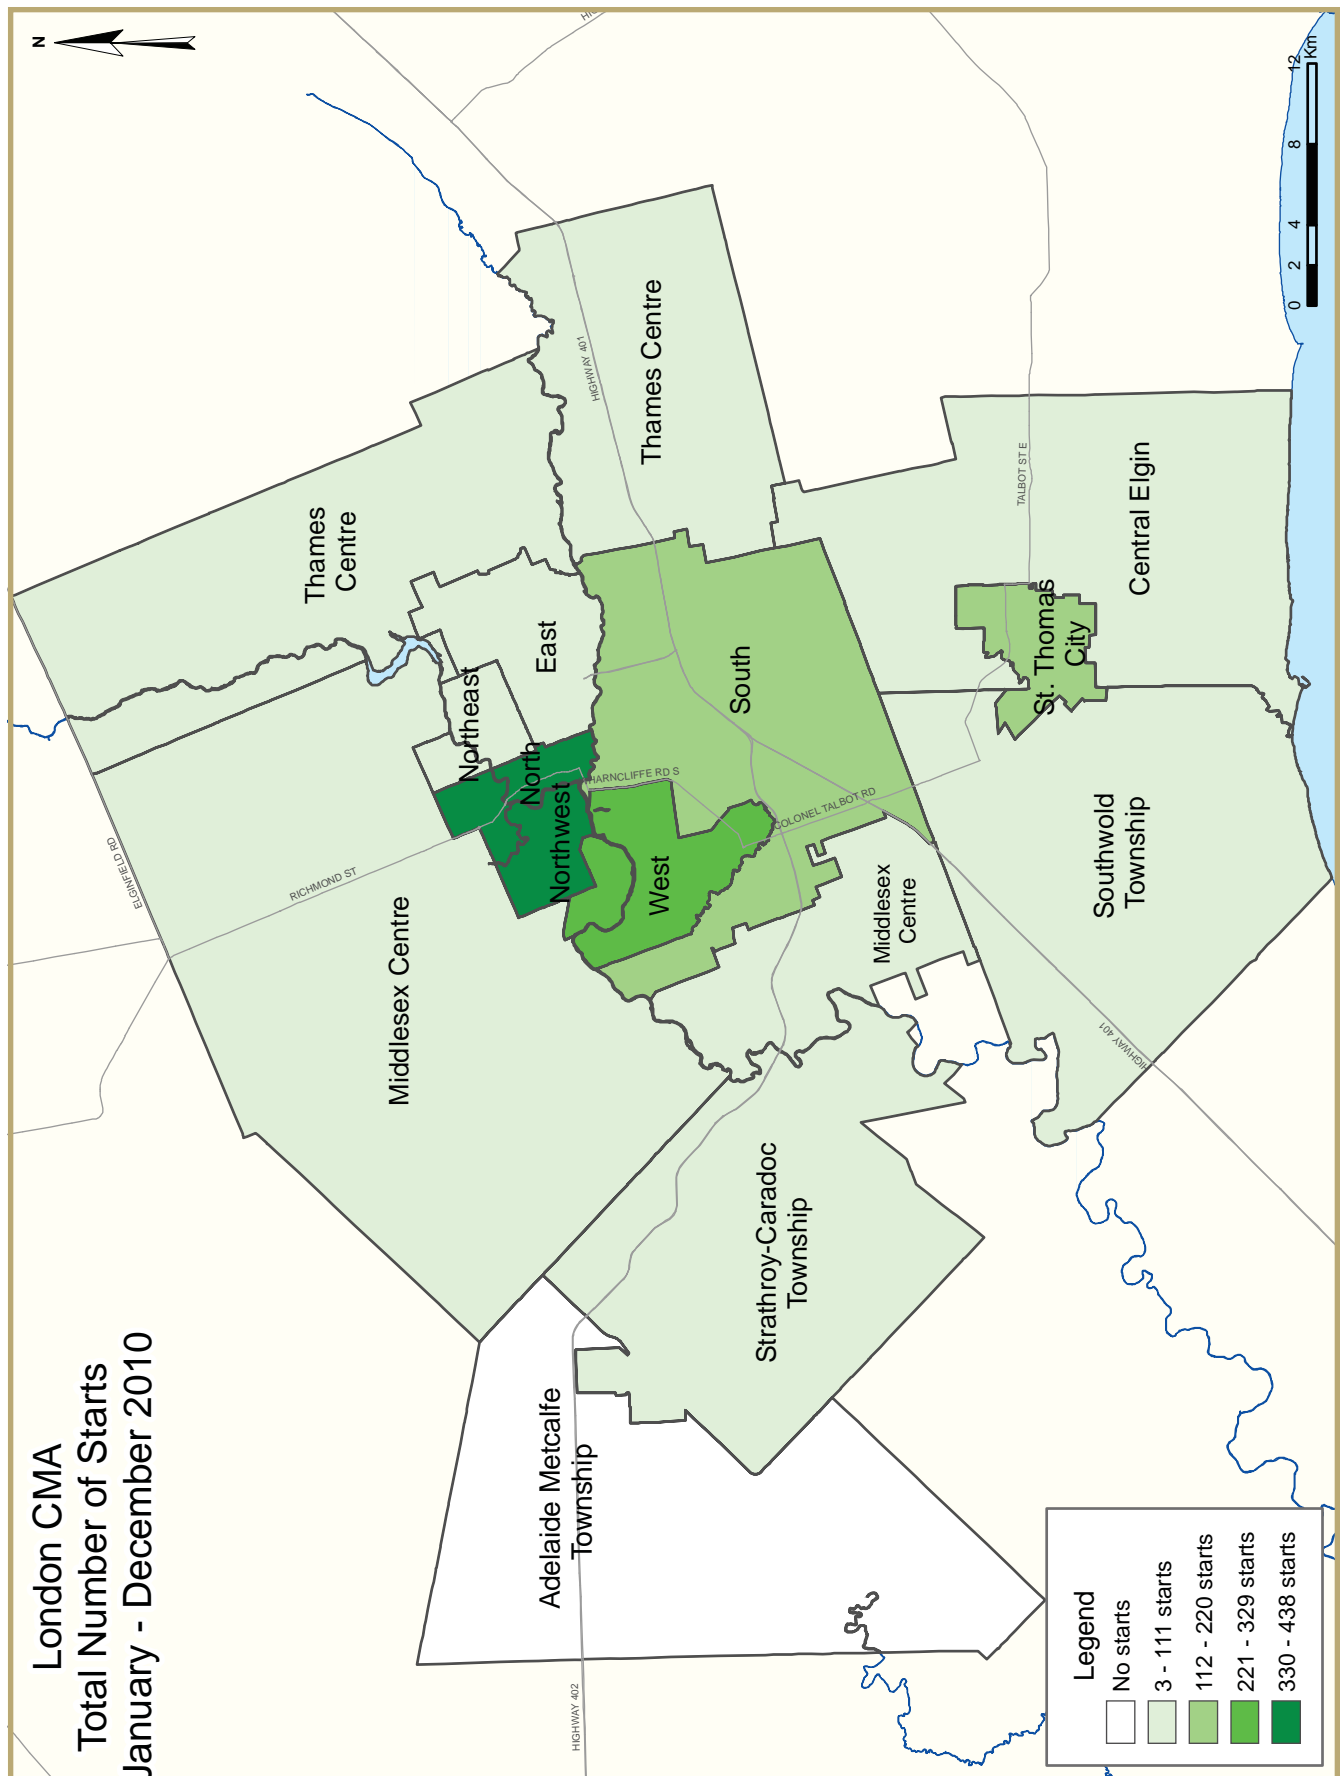 London CMA
Total Number of Starts
January - December 2010
N
ELGINFIELD RD
RICHMOND ST
Thames
Centre
Middlesex Centre
Northeast
East
North
Northwest
HIGHWAY 401
Thames Centre
WHARNCLIFFE RD S
South
West
COLONEL TALBOT RD
Middlesex
Centre
Adelaide Metcalfe
Township
HIGHWAY 402
Strathroy-Caradoc
Township
TALBOT ST E
St. Thomas
City
Central Elgin
Southwold
Township
HIGHWAY 401
Legend
No starts
3 - 111 starts
112 - 220 starts
221 - 329 starts
330 - 438 starts
0 2 4 8 12
Km